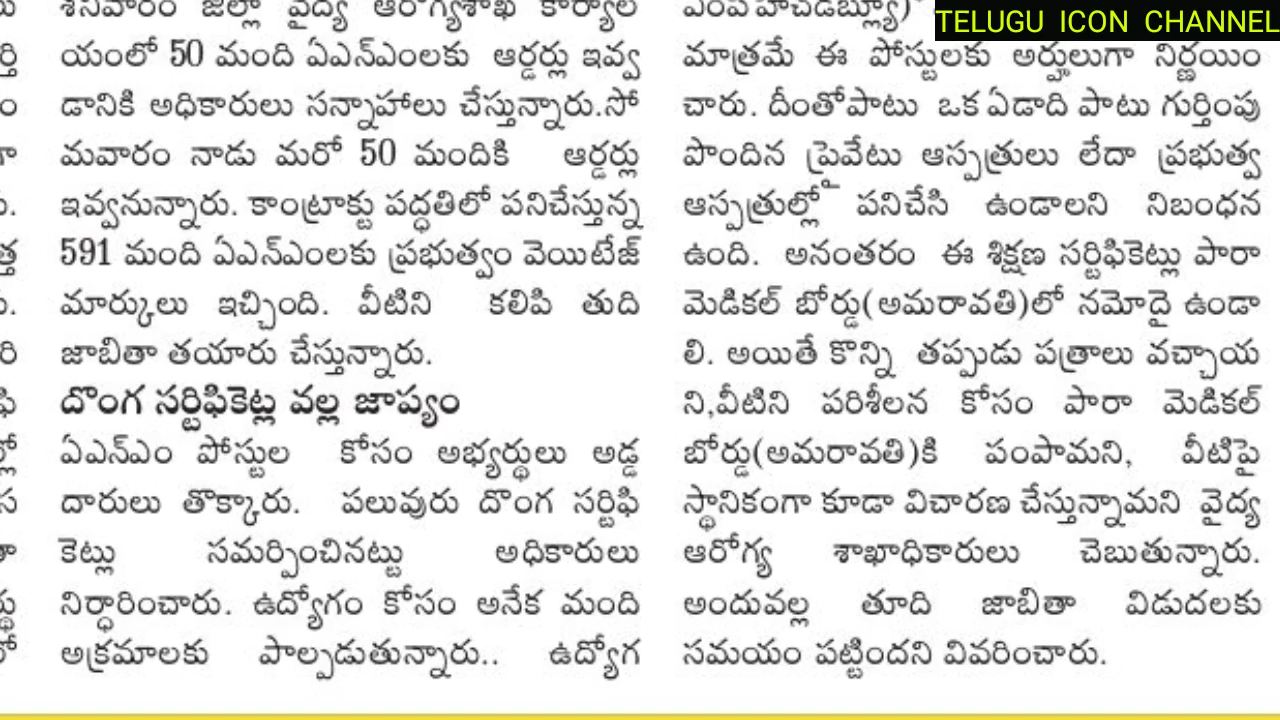 TELUGU ICON CHANNEL
శనివారం జిల్లా వైద్య ఆరోగ్యశాఖ కార్యాల
యంలో 50 మంది ఏఎన్ఎంలకు ఆర్డర్లు ఇవ్వ
డానికి అధికారులు సన్నాహాలు చేస్తున్నారు.సో
మవారం నాడు మరో 50 మందికి ఆర్డర్లు
ఇవ్వనున్నారు. కాంట్రాక్టు పద్ధతిలో పనిచేస్తున్న
591 మంది ఏఎన్ఎంలకు ప్రభుత్వం వెయిటేజ్
మార్కులు ఇచ్చింది. వీటిని కలిపి తుది
జాబితా తయారు చేస్తున్నారు.
దొంగ సర్టిఫికెట్ల వల్ల జాప్యం
ఏఎన్ఎం పోస్టుల కోసం అభ్యర్థులు అడ్డ
దారులు తొక్కారు. పలువురు దొంగ సర్టిఫి
కెట్లు సమర్పించినట్టు అధికారులు
నిర్ధారించారు. ఉద్యోగం కోసం అనేక మంది
అక్రమాలకు పాల్పడుతున్నారు.. ఉద్యోగ
ఎంపీహెచ్‌డబ్ల్యూ)
మాత్రమే ఈ పోస్టులకు అర్హులుగా నిర్ణయిం
చారు. దీంతోపాటు ఒక ఏడాది పాటు గుర్తింపు
పొందిన ప్రైవేటు ఆస్పత్రులు లేదా ప్రభుత్వ
ఆస్పత్రుల్లో పనిచేసి ఉండాలని నిబంధన
ఉంది. అనంతరం ఈ శిక్షణ సర్టిఫికెట్లు పారా
మెడికల్ బోర్డు(అమరావతి)లో నమోదై ఉండా
లి. అయితే కొన్ని తప్పుడు పత్రాలు వచ్చాయ
ని,వీటిని పరిశీలన కోసం పారా మెడికల్
బోర్డు(అమరావతి)కి పంపామని, వీటిపై
స్థానికంగా కూడా విచారణ చేస్తున్నామని వైద్య
ఆరోగ్య శాఖాధికారులు చెబుతున్నారు.
అందువల్ల తూది జాబితా విడుదలకు
సమయం పట్టిందని వివరించారు.